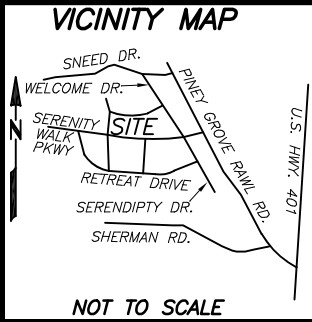 VICINITY MAP
SNEED DR.
WELCOME DR.
PINEY GROVE RAWL RD.
U.S. HWY. 401
N
SERENITY
WALK
PKWY
SITE
RETREAT DRIVE
SERENDIPTY DR.
SHERMAN RD.
NOT TO SCALE